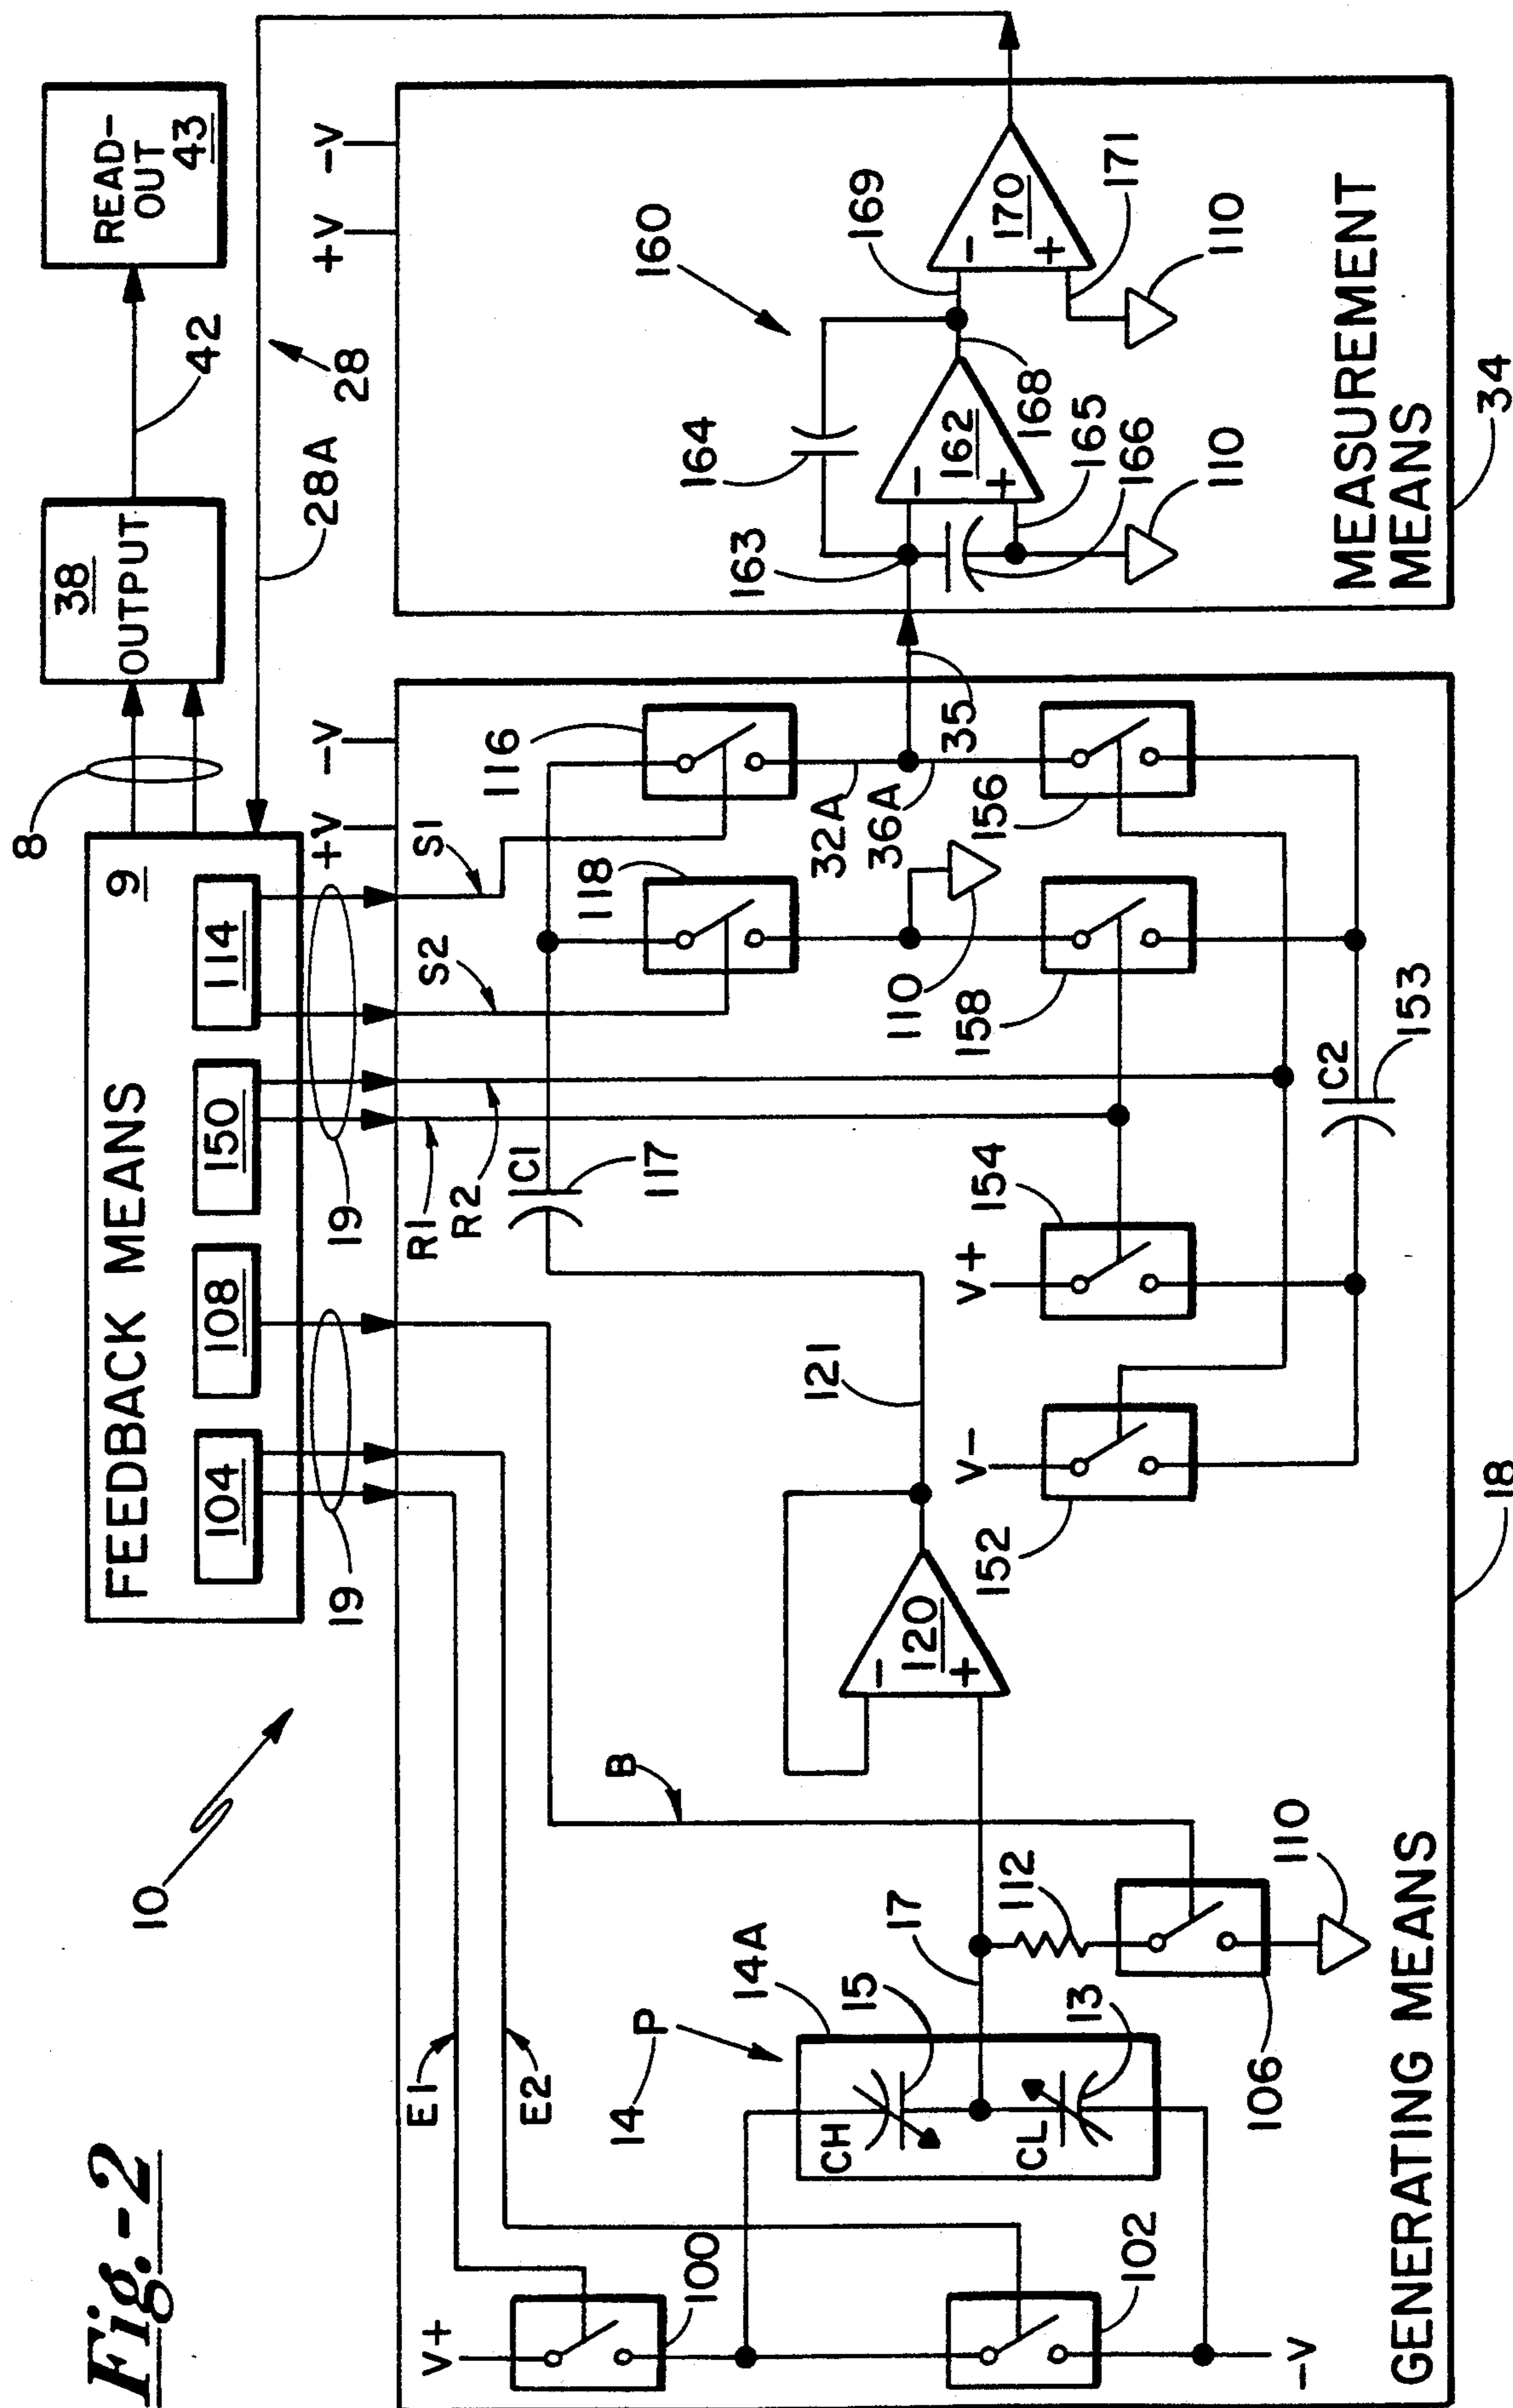 Fig.-2
10
FEEDBACK MEANS
9
104
108
150
114
8
38
OUTPUT
42
READ-
OUT
43
28A
28
19
19
+V
-V
+V
-V
E1
E2
B
R1
R2
S2
S1
V+
100
102
-V
14
P
14A
CH
15
CL
13
17
112
106
110
120
121
C1
117
118
116
32A
36A
35
110
158
156
V-
152
V+
154
C2
153
GENERATING MEANS
18
160
164
163
162
165
166
168
169
170
171
110
110
MEASUREMENT
MEANS
34
-
+
-
+
-
+